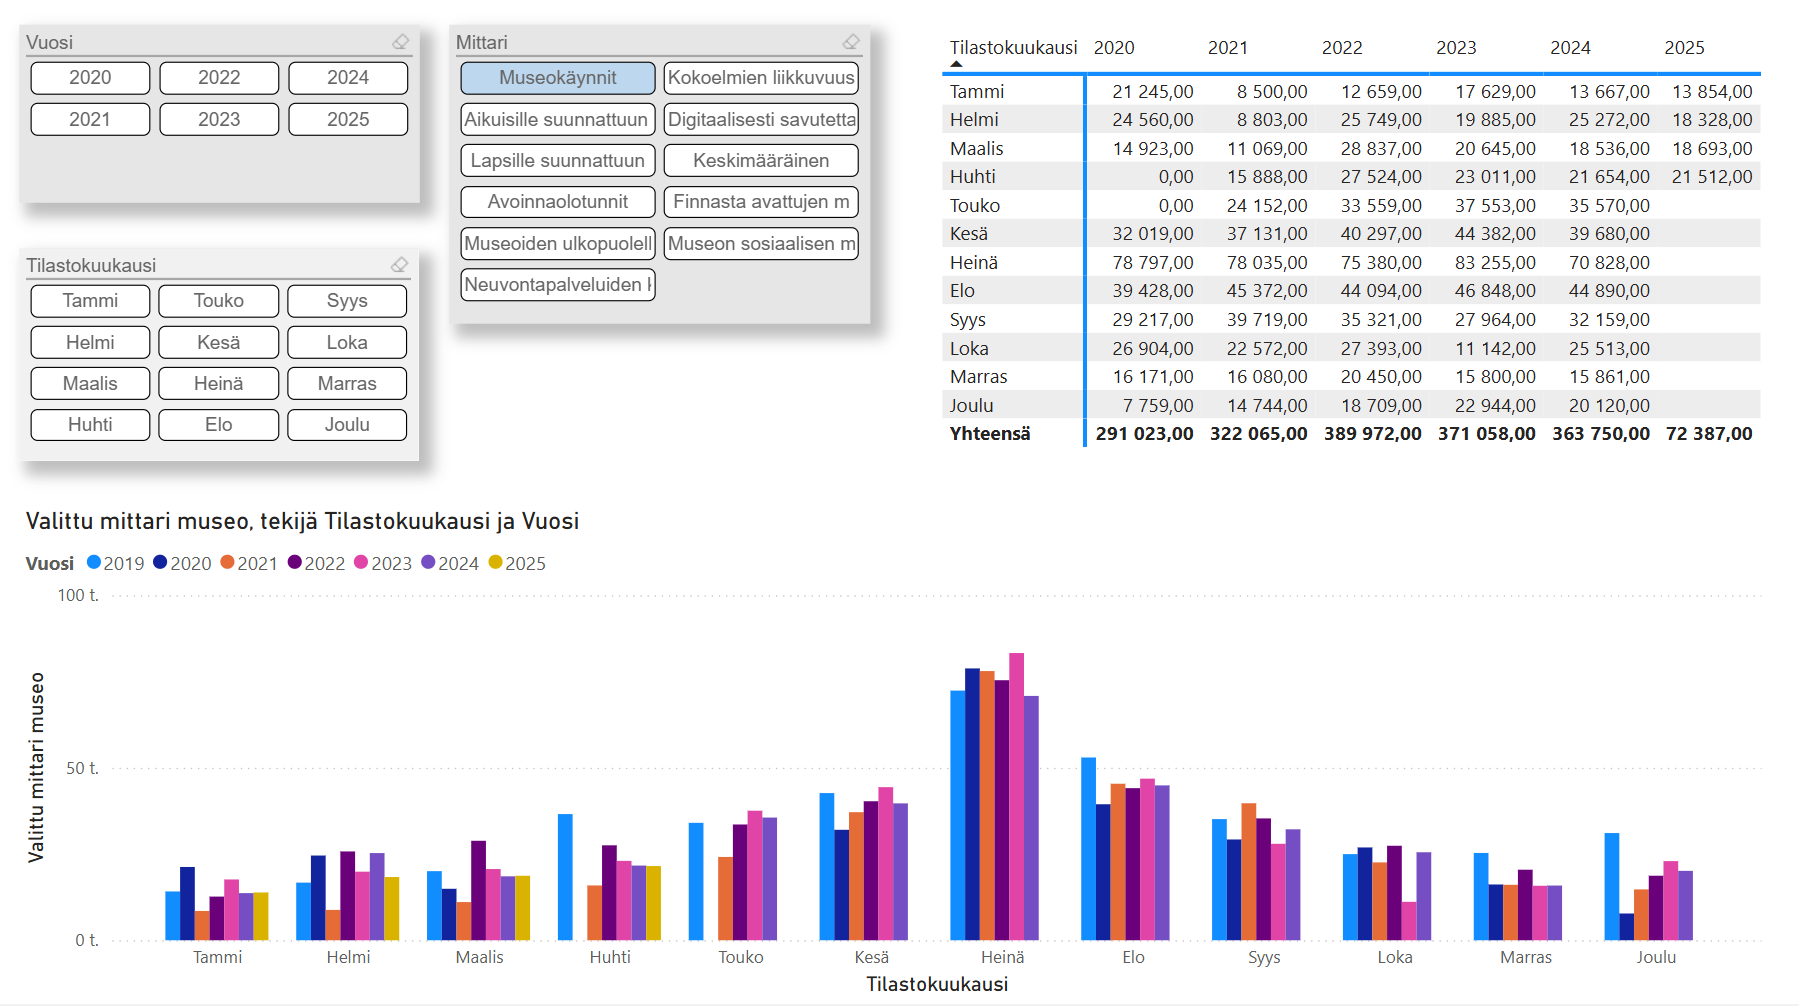 Vuosi
2020 2022 2024
2021 2023 2025
Mittari
Museokäynnit Kokoelmien liikkuvuus
Aikuisille suunnattuun Digitaalisesti savutetta
Lapsille suunnattuun Keskimääräinen
Avoinnaolotunnit Finnasta avattujen m
Museoiden ulkopuolell Museon sosiaalisen m
Neuvontapalveluiden
Tilastokuukausi
Tammi Touko Syys
Helmi Kesä Loka
Maalis Heinä Marras
Huhti Elo Joulu
Tilastokuukausi 2020 2021 2022 2023 2024 2025
Tammi 21 245,00 8 500,00 12 659,00 17 629,00 13 667,00 13 854,00
Helmi 24 560,00 8 803,00 25 749,00 19 885,00 25 272,00 18 328,00
Maalis 14 923,00 11 069,00 28 837,00 20 645,00 18 536,00 18 693,00
Huhti 0,00 15 888,00 27 524,00 23 011,00 21 654,00 21 512,00
Touko 0,00 24 152,00 33 559,00 37 553,00 35 570,00
Kesä 32 019,00 37 131,00 40 297,00 44 382,00 39 680,00
Heinä 78 797,00 78 035,00 75 380,00 83 255,00 70 828,00
Elo 39 428,00 45 372,00 44 094,00 46 848,00 44 890,00
Syys 29 217,00 39 719,00 35 321,00 27 964,00 32 159,00
Loka 26 904,00 22 572,00 27 393,00 11 142,00 25 513,00
Marras 16 171,00 16 080,00 20 450,00 15 800,00 15 861,00
Joulu 7 759,00 14 744,00 18 709,00 22 944,00 20 120,00
Yhteensä 291 023,00 322 065,00 389 972,00 371 058,00 363 750,00 72 387,00
Valittu mittari museo, tekijä Tilastokuukausi ja Vuosi
Vuosi 2019 2020 2021 2022 2023 2024 2025
100 t.
50 t.
0 t.
Valittu mittari museo
Tammi Helmi Maalis Huhti Touko Kesä Heinä Elo Syys Loka Marras Joulu
Tilastokuukausi